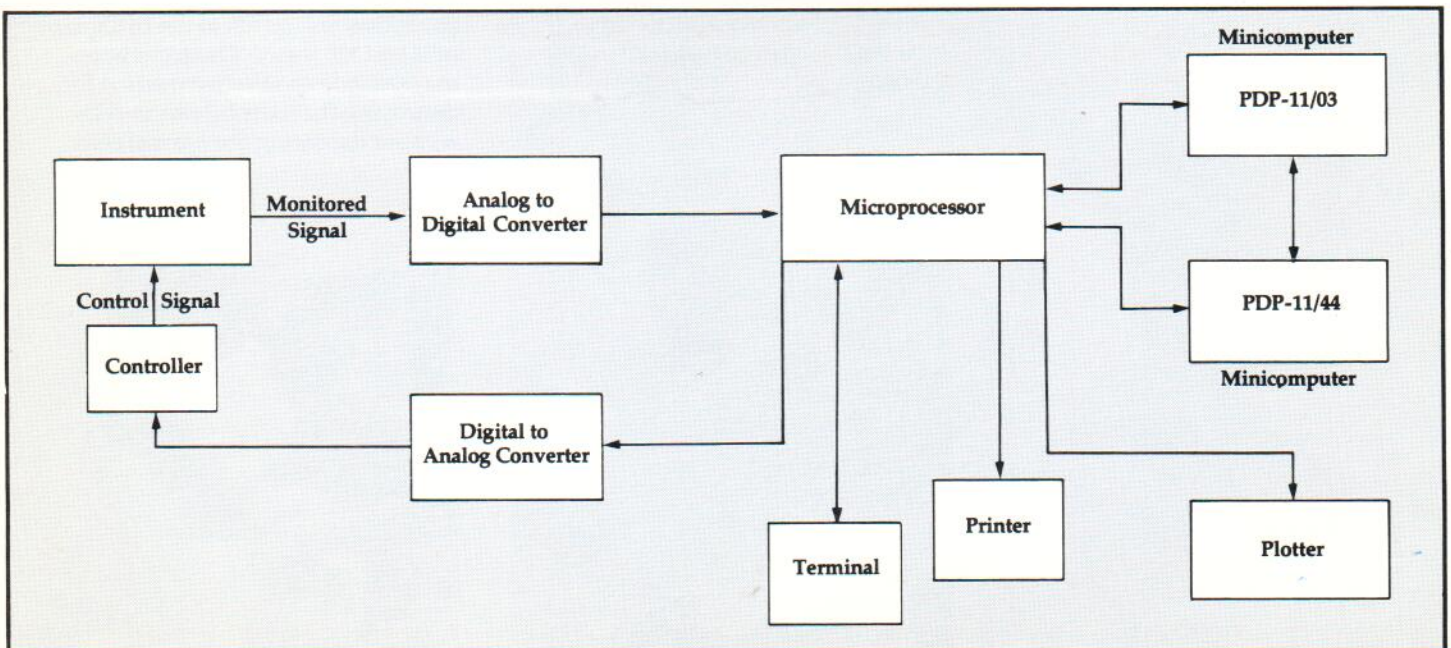 Minicomputer
PDP-11/03
Instrument
Monitored
Signal
Analog to
Digital Converter
Microprocessor
Control Signal
Controller
PDP-11/44
Minicomputer
Digital to
Analog Converter
Terminal
Printer
Plotter